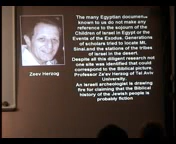 The many Egyptian documents
known to us do not make any
reference to the sojourn of the
Children of Israel in Egypt or the
Events of the Exodus. Generations
of scholars tried to locate Mt.
Sinai and the stations of the tribes
of Israel in the desert.
Despite all this diligent research not
one site was identified that could
correspond to the Biblical picture.
Professor Ze'ev Herzog of Tel Aviv
University.
An Israeli archeologist is drawing
fire for claiming that the Biblical
history of the Jewish people is
probably fiction
Zeev Herzog